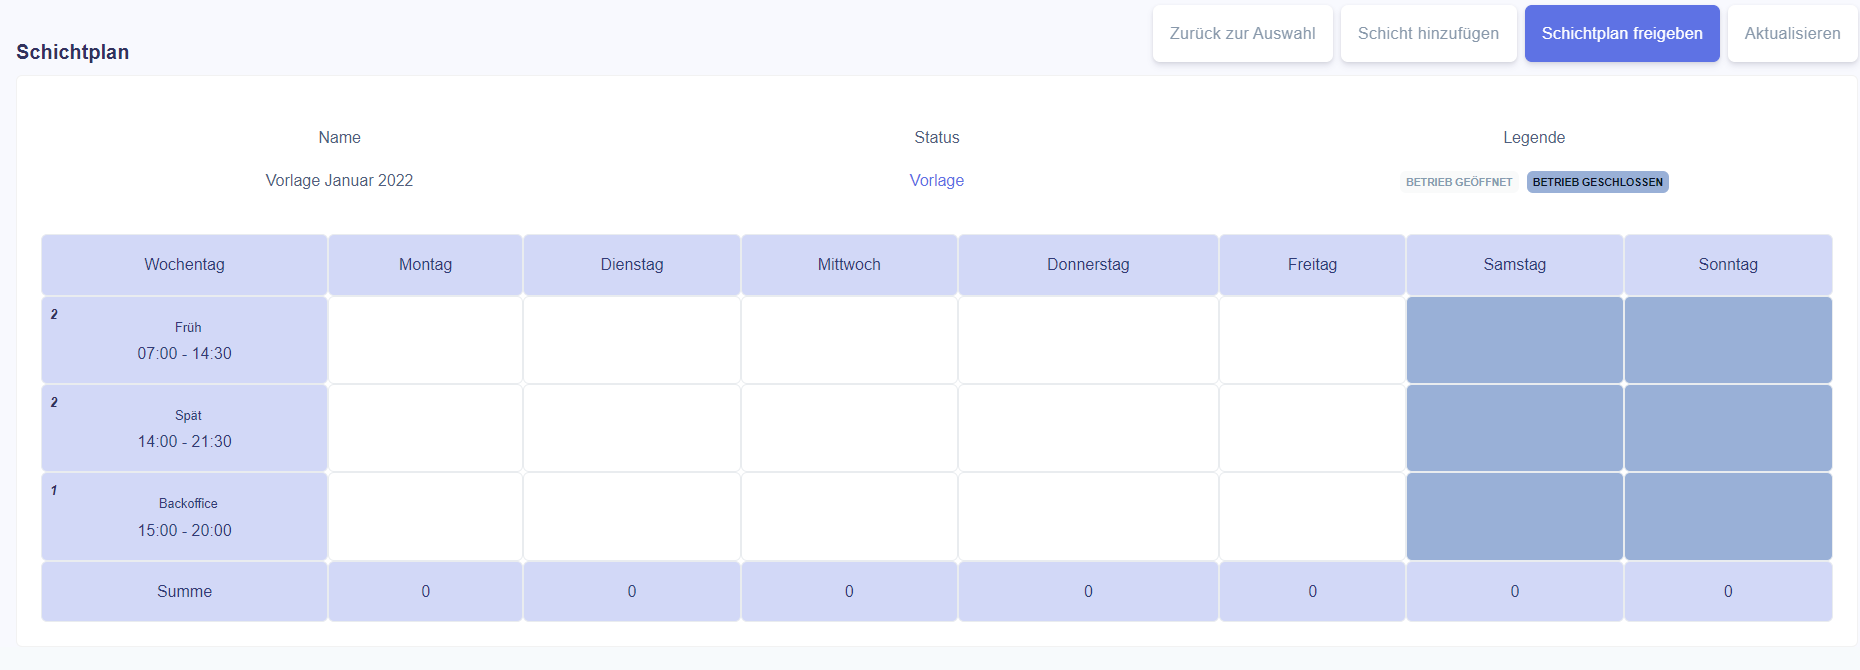 Zurück zur Auswahl
Schicht hinzufügen
Schichtplan freigeben
Aktualisieren
Schichtplan
Name
Status
Legende
Vorlage Januar 2022
Vorlage
BETRIEB GEÖFFNET
BETRIEB GESCHLOSSEN
Wochentag
Montag
Dienstag
Mittwoch
Donnerstag
Freitag
Samstag
Sonntag
2
Früh
07:00 - 14:30
2
Spät
14:00 - 21:30
1
Backoffice
15:00 - 20:00
Summe
0
0
0
0
0
0
0